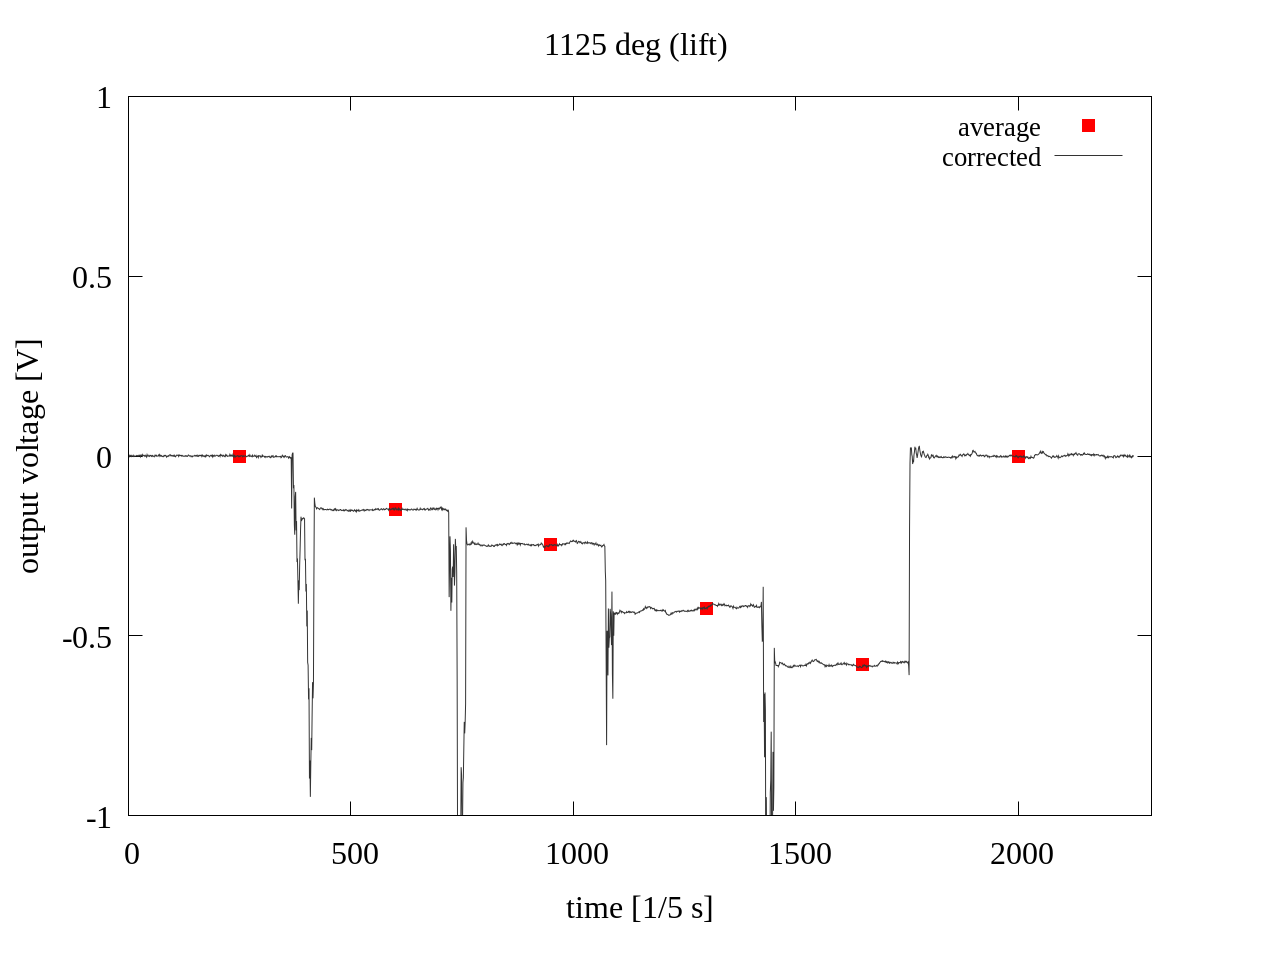 1125 deg (lift)
1
0.5
0
-0.5
-1
output voltage [V]
average
corrected
0 500 1000 1500 2000
time [1/5 s]